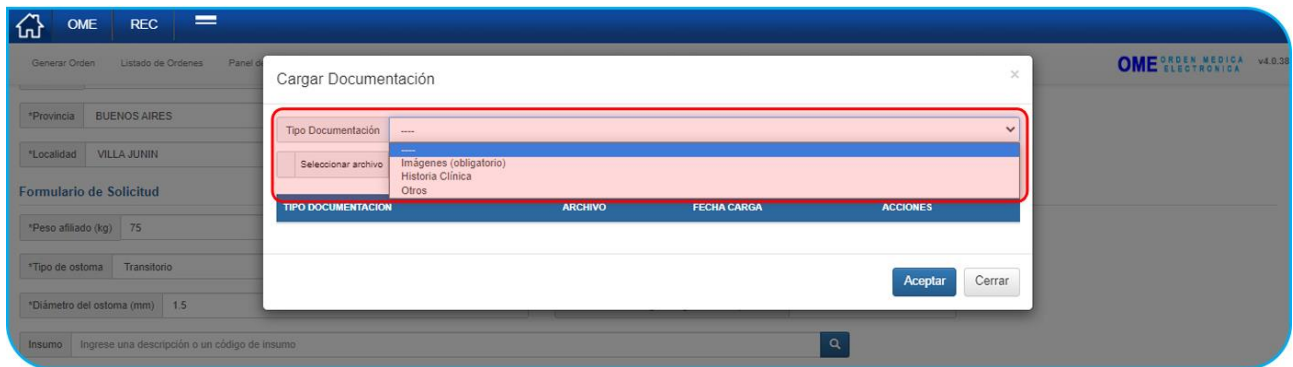 OME REC
Generar Orden Listado de Ordenes Panel de
OME ORDEN MEDICA ELECTRONICA v4.0.38
Cargar Documentación ×
*Provincia BUENOS AIRES
Tipo Documentación ----
*Localidad VILLA JUNIN
Seleccionar archivo
----
Imágenes (obligatorio)
Historia Clínica
Otros
Formulario de Solicitud
TIPO DOCUMENTACION ARCHIVO FECHA CARGA ACCIONES
*Peso afiliado (kg) 75
*Tipo de ostoma Transitorio
Aceptar Cerrar
*Diámetro del ostoma (mm) 1.5
Insumo Ingrese una descripción o un código de insumo